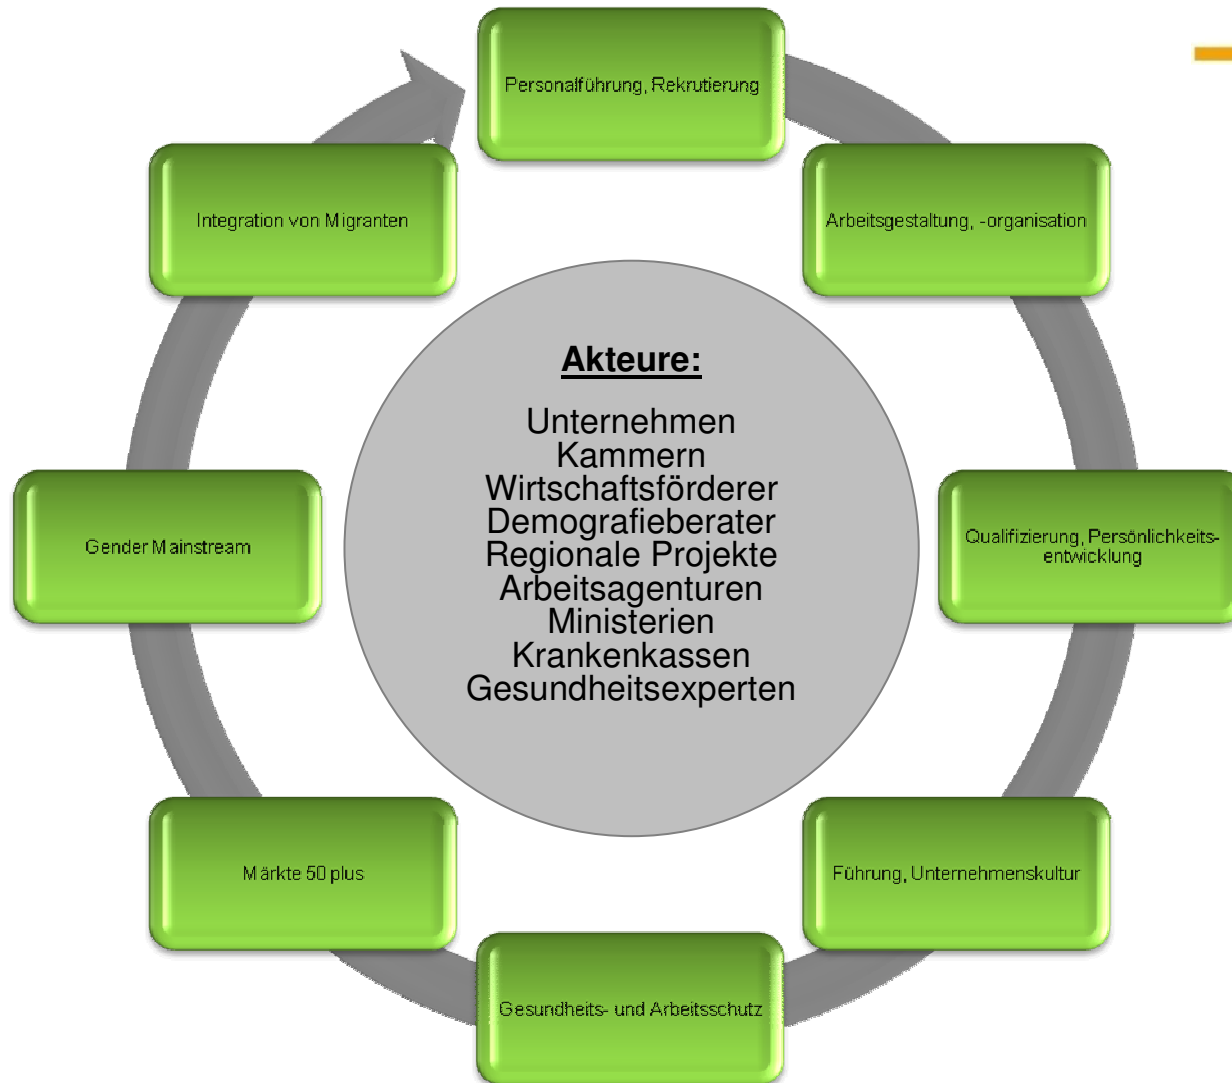 Personalführung, Rekrutierung
Integration von Migranten
Arbeitsgestaltung, -organisation
Akteure:
Unternehmen
Kammern
Wirtschaftsförderer
Demografieberater
Regionale Projekte
Arbeitsagenturen
Ministerien
Krankenkassen
Gesundheitsexperten
Gender Mainstream
Qualifizierung, Persönlichkeits-
entwicklung
Märkte 50 plus
Führung, Unternehmenskultur
Gesundheits- und Arbeitsschutz